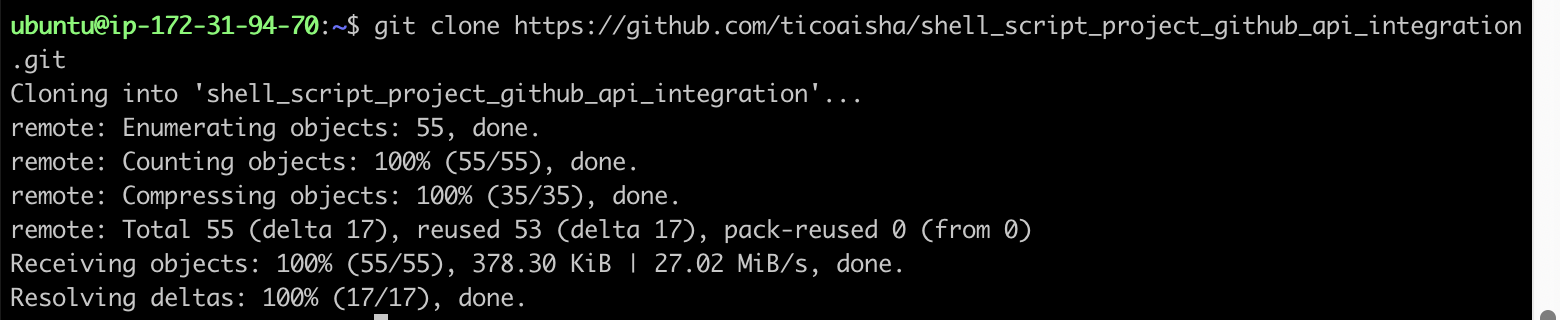 ubuntu@ip-172-31-94-70:~$ git clone https://github.com/ticoaisha/shell_script_project_github_api_integration
.git
Cloning into 'shell_script_project_github_api_integration'...
remote: Enumerating objects: 55, done.
remote: Counting objects: 100% (55/55), done.
remote: Compressing objects: 100% (35/35), done.
remote: Total 55 (delta 17), reused 53 (delta 17), pack-reused 0 (from 0)
Receiving objects: 100% (55/55), 378.30 KiB | 27.02 MiB/s, done.
Resolving deltas: 100% (17/17), done.